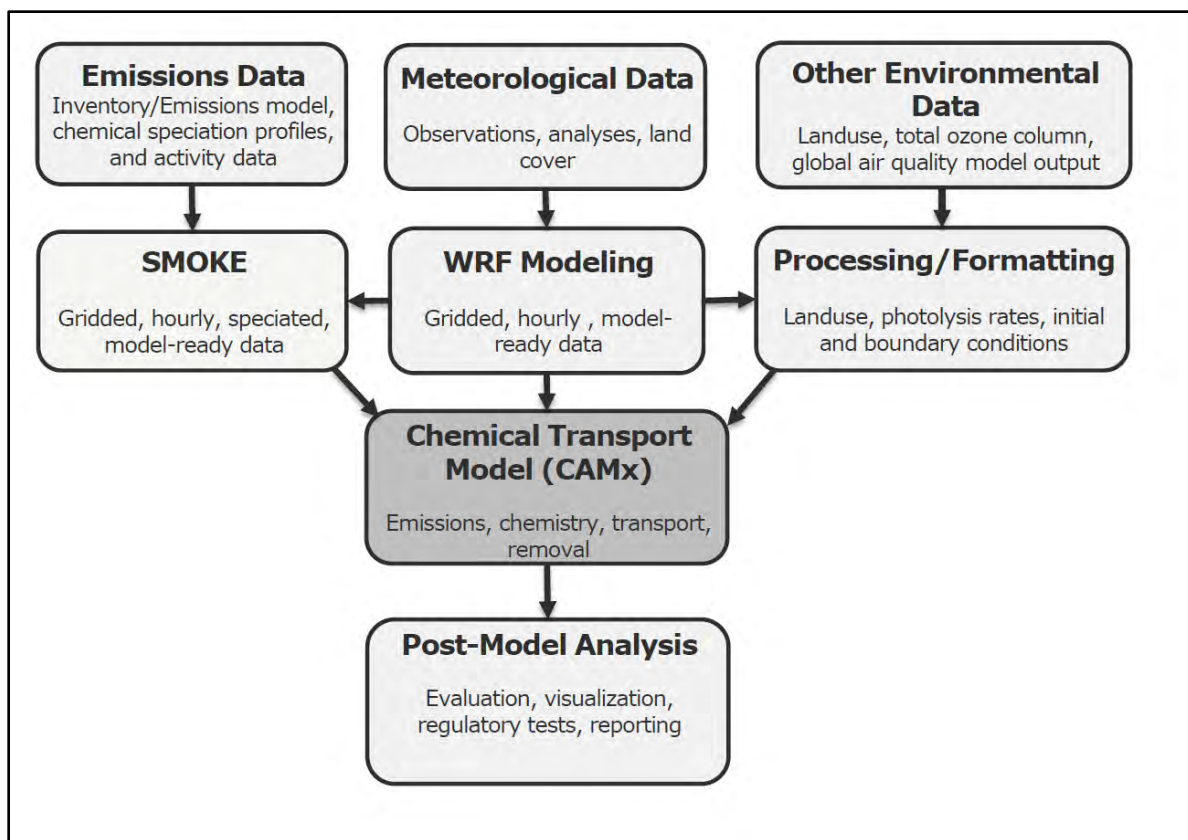 Emissions Data
Inventory/Emissions model,
chemical speciation profiles,
and activity data
Meteorological Data
Observations, analyses, land
cover
Other Environmental
Data
Landuse, total ozone column,
global air quality model output
SMOKE
Gridded, hourly, speciated,
model-ready data
WRF Modeling
Gridded, hourly , model-
ready data
Processing/Formatting
Landuse, photolysis rates, initial
and boundary conditions
Chemical Transport
Model (CAMx)
Emissions, chemistry, transport,
removal
Post-Model Analysis
Evaluation, visualization,
regulatory tests, reporting